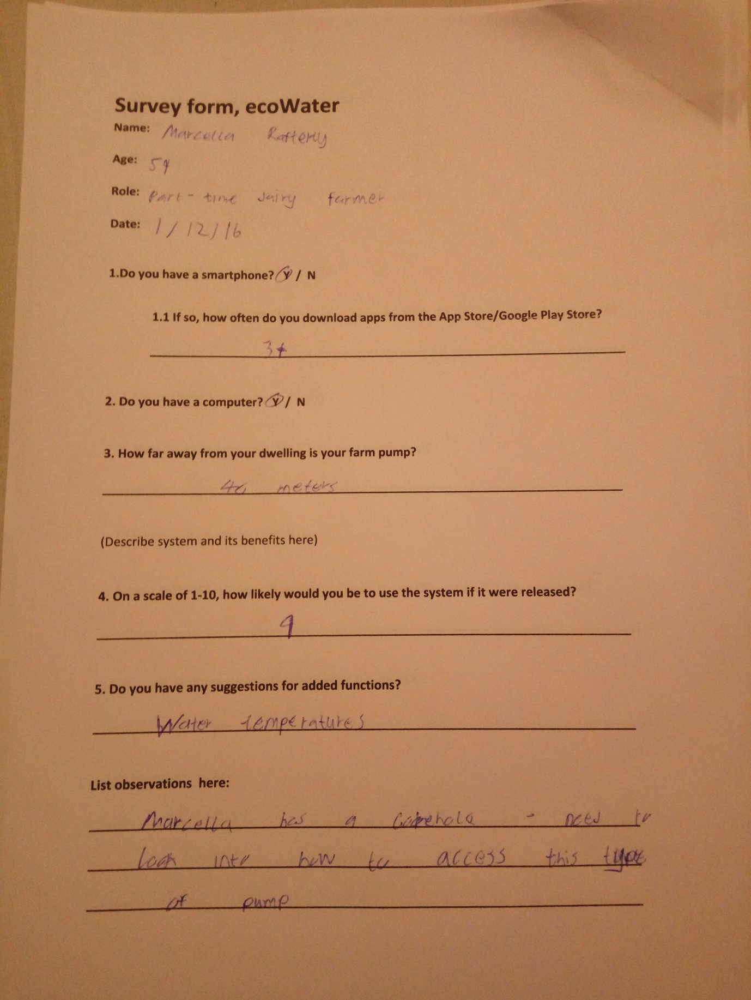 Survey form, ecoWater
Name: Marcella Rafferty
Age: 59
Role: Part-time dairy farmer
Date: 1/12/16
1.Do you have a smartphone? Y / N
1.1 If so, how often do you download apps from the App Store/Google Play Store?
3+
2. Do you have a computer? Y / N
3. How far away from your dwelling is your farm pump?
40 meters
(Describe system and its benefits here)
4. On a scale of 1-10, how likely would you be to use the system if it were released?
9
5. Do you have any suggestions for added functions?
Water temperatures
List observations here:
Marcella has a - need to
look into how to access this type
of pump